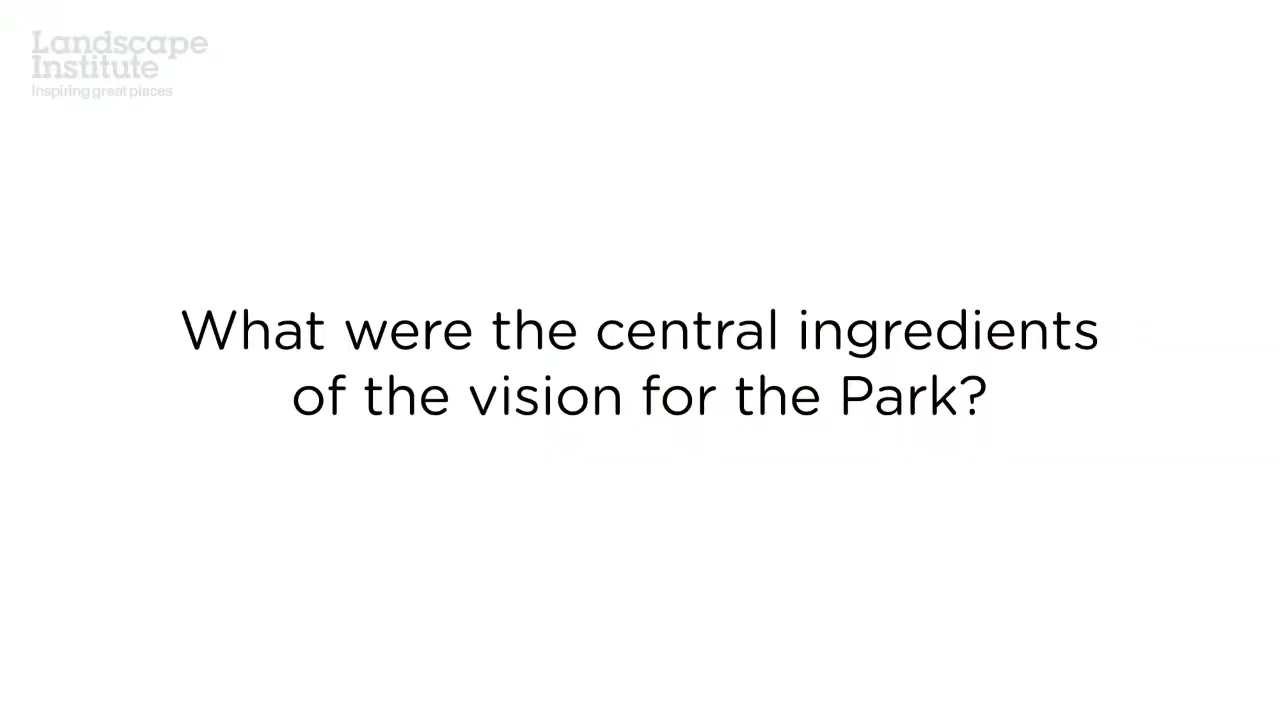 Landscape
Institute
Inspiring great places
What were the central ingredients
of the vision for the Park?